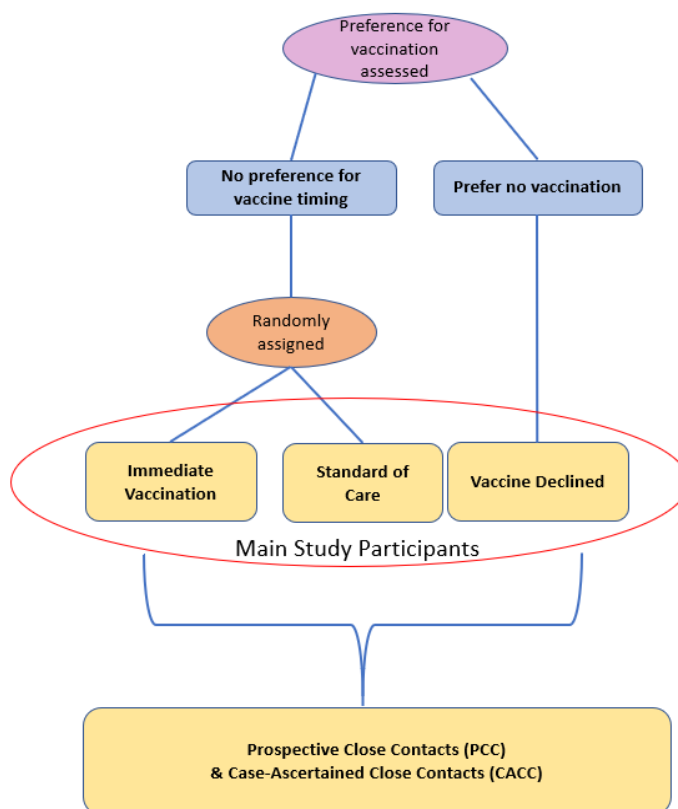 Preference for
vaccination
assessed
No preference for
vaccine timing
Prefer no vaccination
Randomly
assigned
Immediate
Vaccination
Standard of
Care
Vaccine Declined
Main Study Participants
Prospective Close Contacts (PCC)
& Case-Ascertained Close Contacts (CACC)